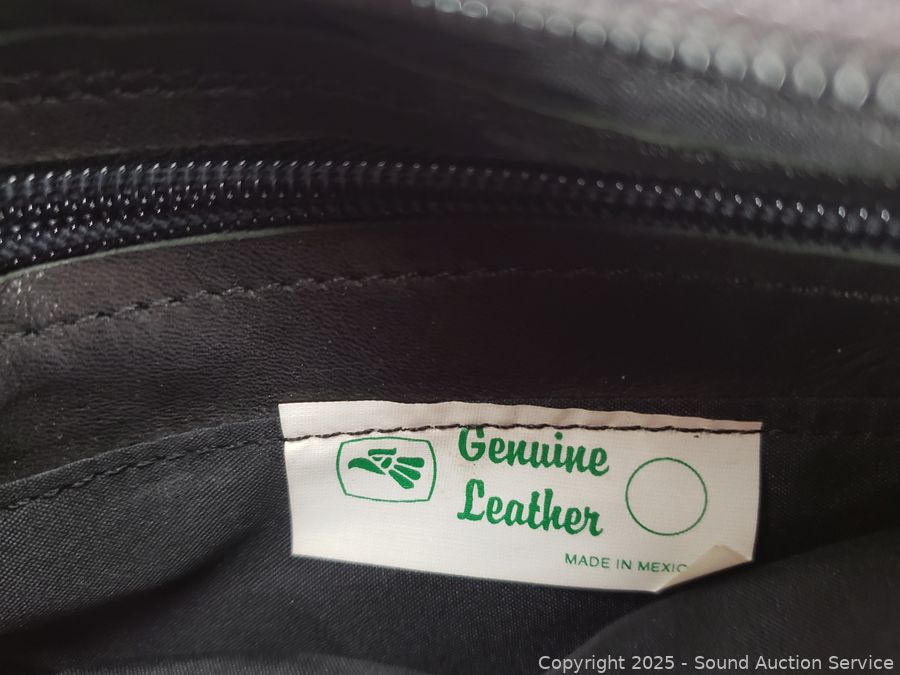 Genuine
Leather
MADE IN MEXIC
Copyright 2025 - Sound Auction Service